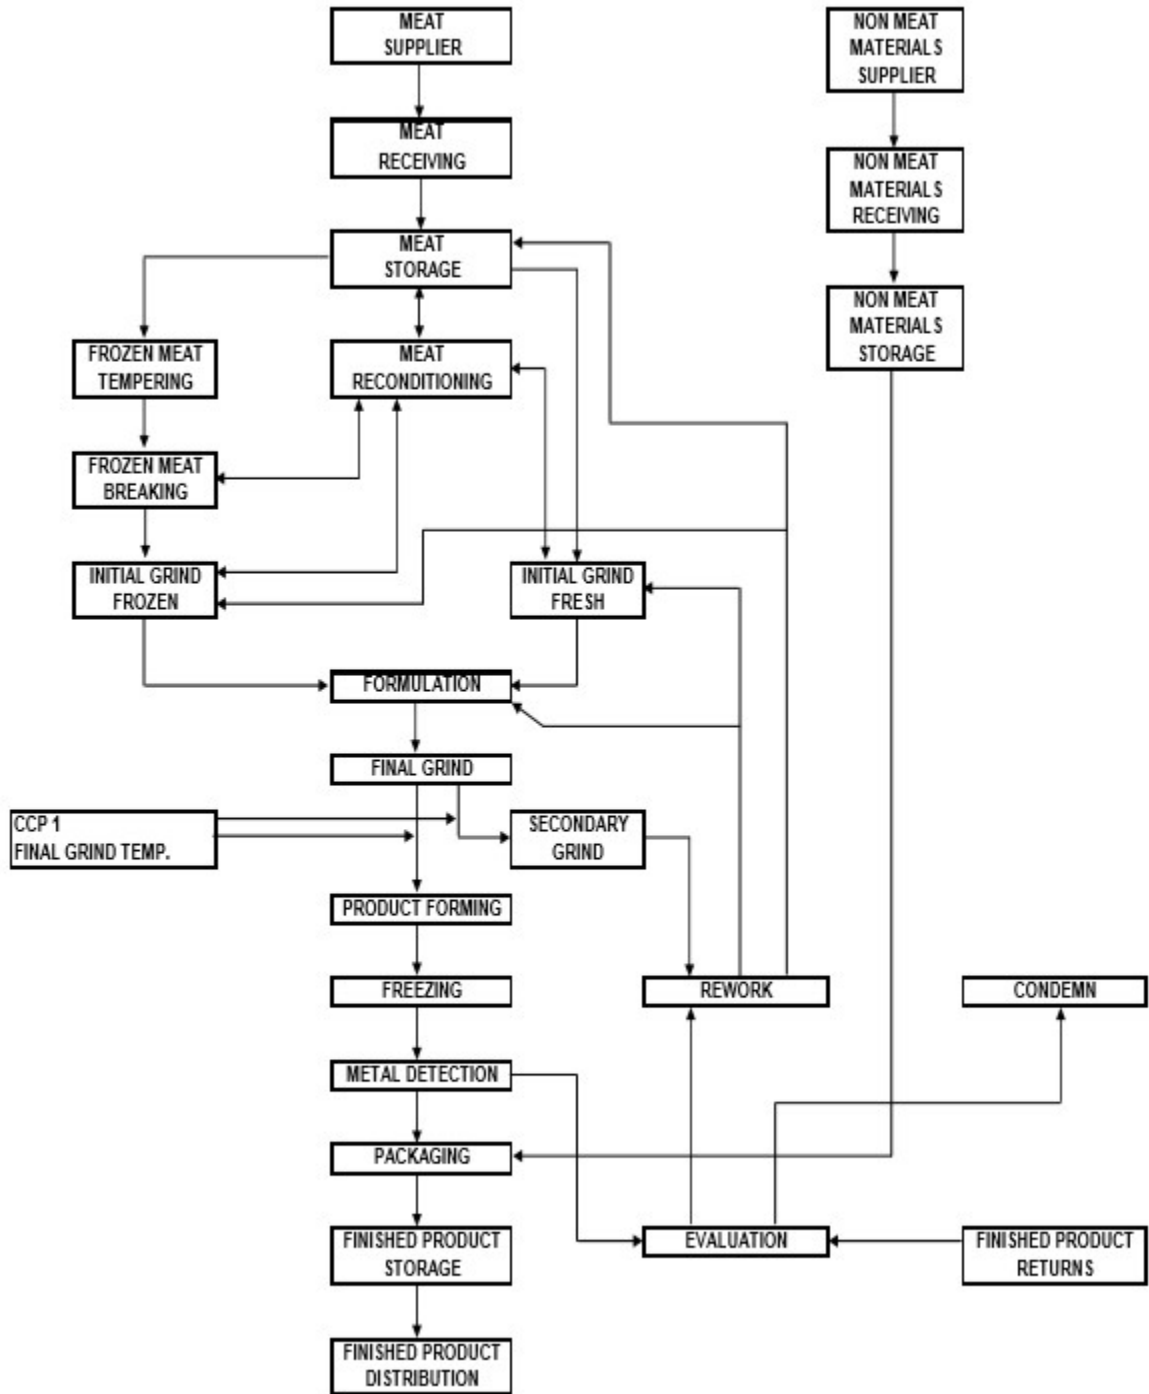 MEAT
SUPPLIER
NON MEAT
MATERIALS
SUPPLIER
MEAT
RECEIVING
NON MEAT
MATERIALS
RECEIVING
MEAT
STORAGE
NON MEAT
MATERIALS
STORAGE
FROZEN MEAT
TEMPERING
MEAT
RECONDITIONING
FROZEN MEAT
BREAKING
INITIAL GRIND
FROZEN
INITIAL GRIND
FRESH
FORMULATION
FINAL GRIND
CCP 1
FINAL GRIND TEMP.
SECONDARY
GRIND
PRODUCT FORMING
FREEZING
REWORK
CONDEMN
METAL DETECTION
PACKAGING
FINISHED PRODUCT
STORAGE
EVALUATION
FINISHED PRODUCT
RETURNS
FINISHED PRODUCT
DISTRIBUTION